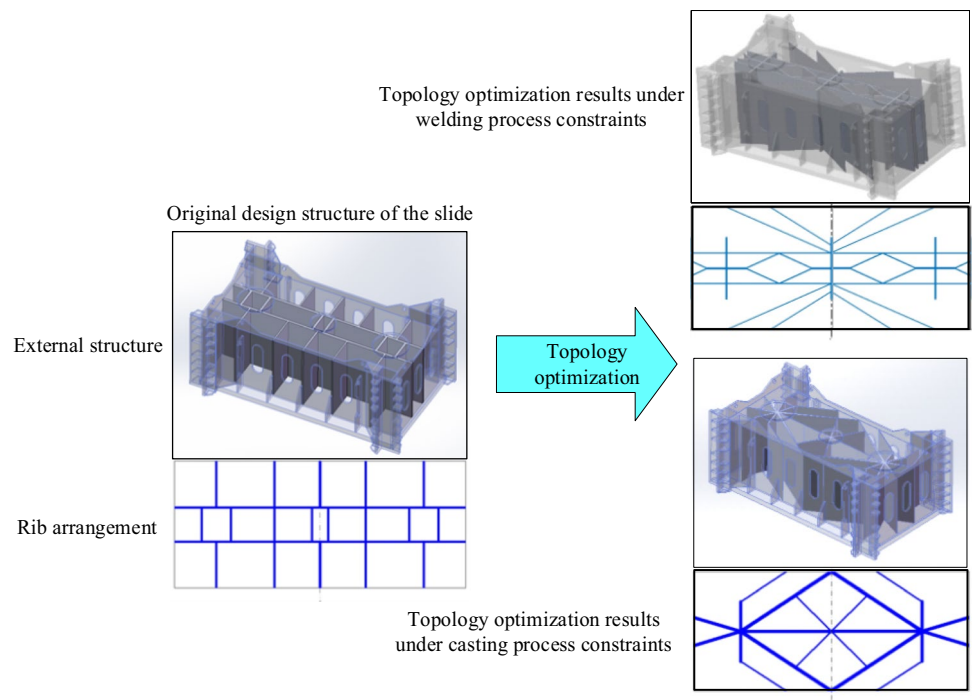 Topology optimization results under
welding process constraints
Original design structure of the slide
External structure
Topology
optimization
Rib arrangement
Topology optimization results
under casting process constraints